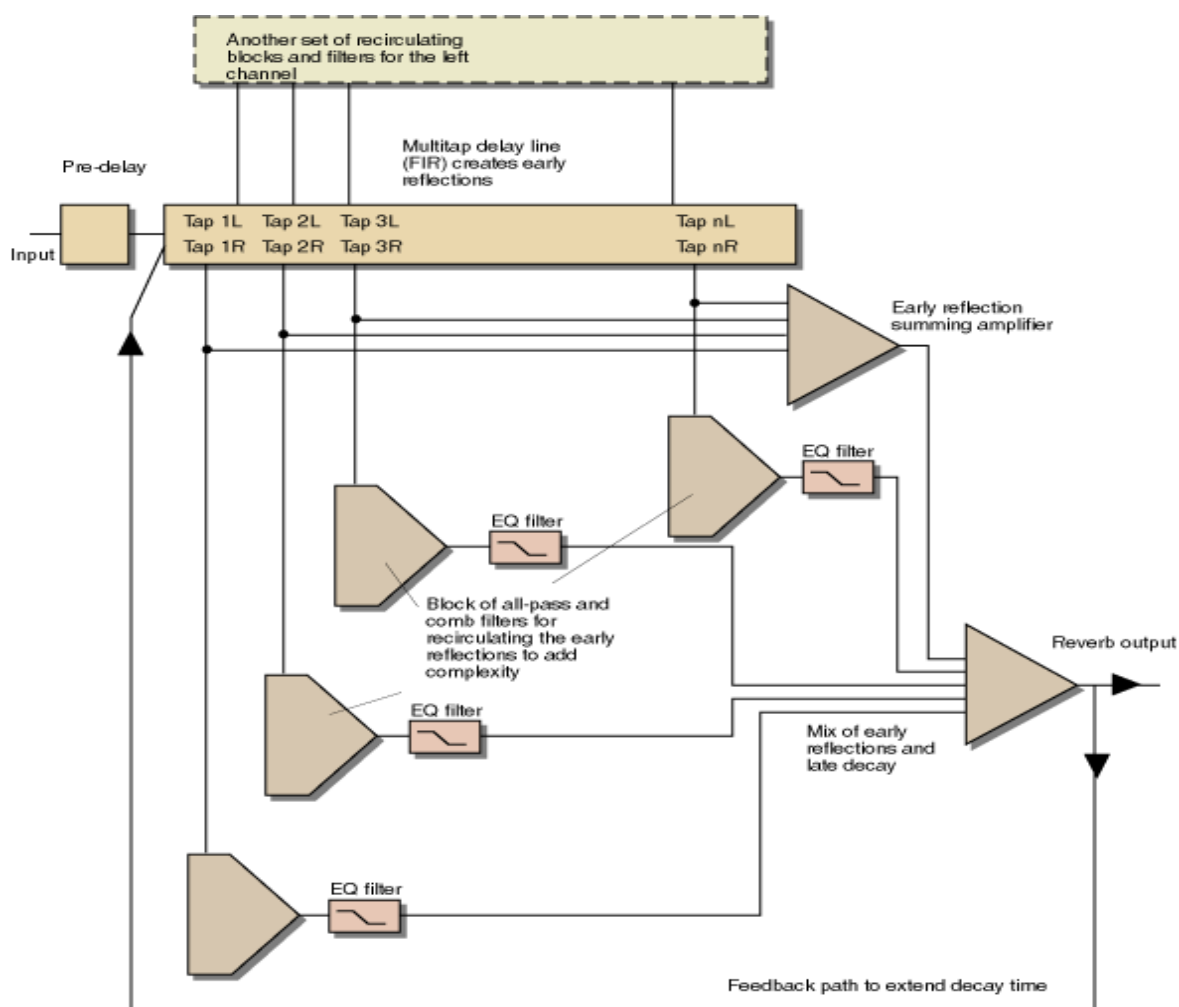 Another set of recirculating
blocks and filters for the left
channel
Multitap delay line
(FIR) creates early
reflections
Pre-delay
Input
Tap 1L Tap 2L Tap 3L Tap nL
Tap 1R Tap 2R Tap 3R Tap nR
Early reflection
summing amplifier
EQ filter
EQ filter
Block of all-pass and
comb filters for
recirculating the early
reflections to add
complexity
Reverb output
EQ filter
Mix of early
reflections and
late decay
EQ filter
Feedback path to extend decay time